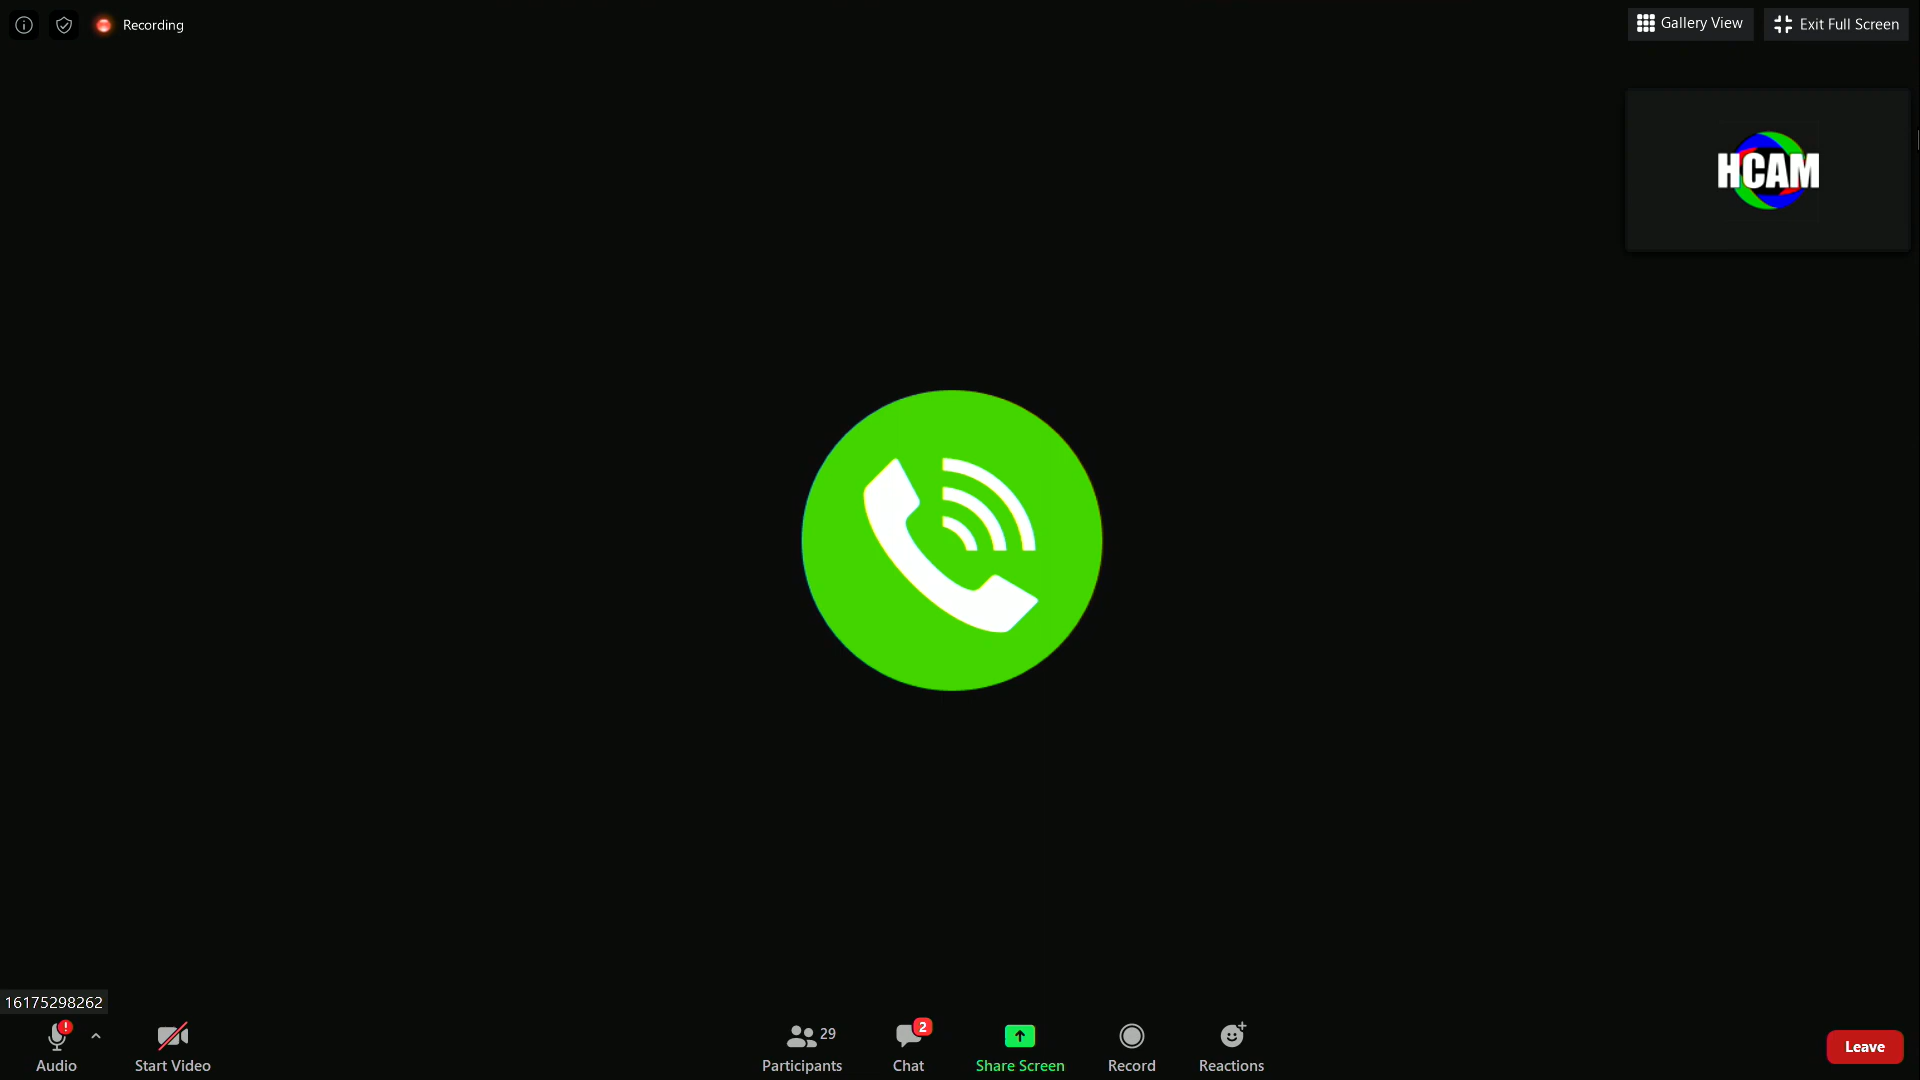 Recording
Gallery View
Exit Full Screen
HCAM
16175298262
!
Audio
Start Video
29
Participants
2
Chat
Share Screen
Record
Reactions
Leave